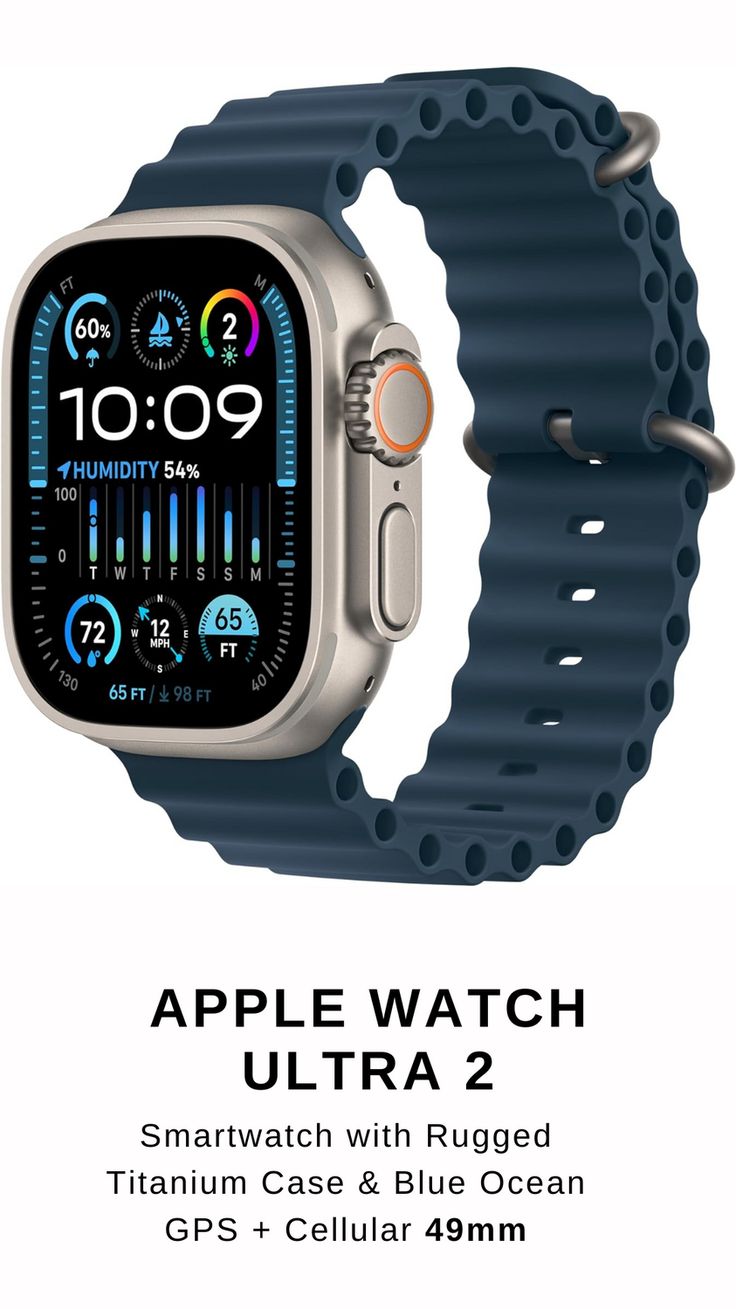 FT M
60% 2
10:09
HUMIDITY 54%
100
0
T W T F S S M
72
N
W 12 E
MPH
S
65
FT
130 40
65 FT / 98 FT
APPLE WATCH
ULTRA 2
Smartwatch with Rugged
Titanium Case & Blue Ocean
GPS + Cellular 49mm